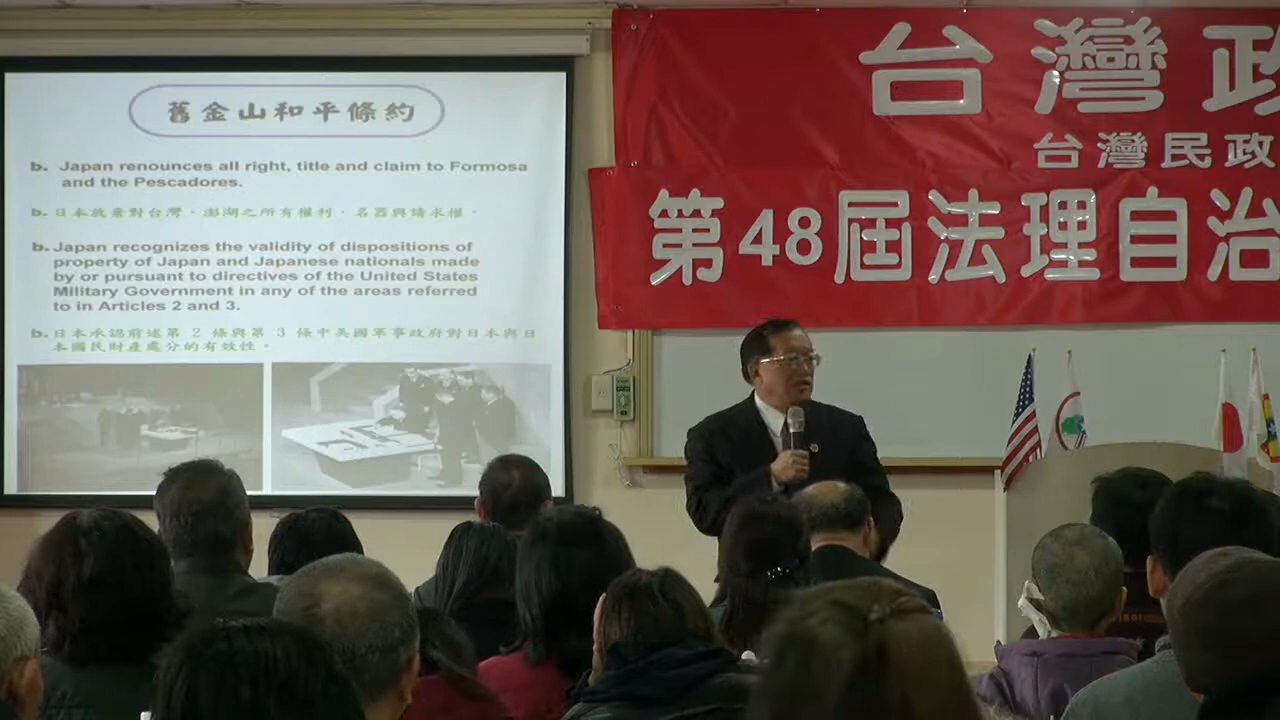 舊金山和平條約
b. Japan renounces all right, title and claim to Formosa
and the Pescadores.
b. 日本放棄對台灣、澎湖之所有權利、名器與請求權。
b. Japan recognizes the validity of dispositions of
property of Japan and Japanese nationals made
by or pursuant to directives of the United States
Military Government in any of the areas referred
to in Articles 2 and 3.
b. 日本承認前述第 2 條與第 3 條中美國軍事政府對日本與日
本國民財產處分的有效性。
台灣政
台灣民政
第48屆法理自治